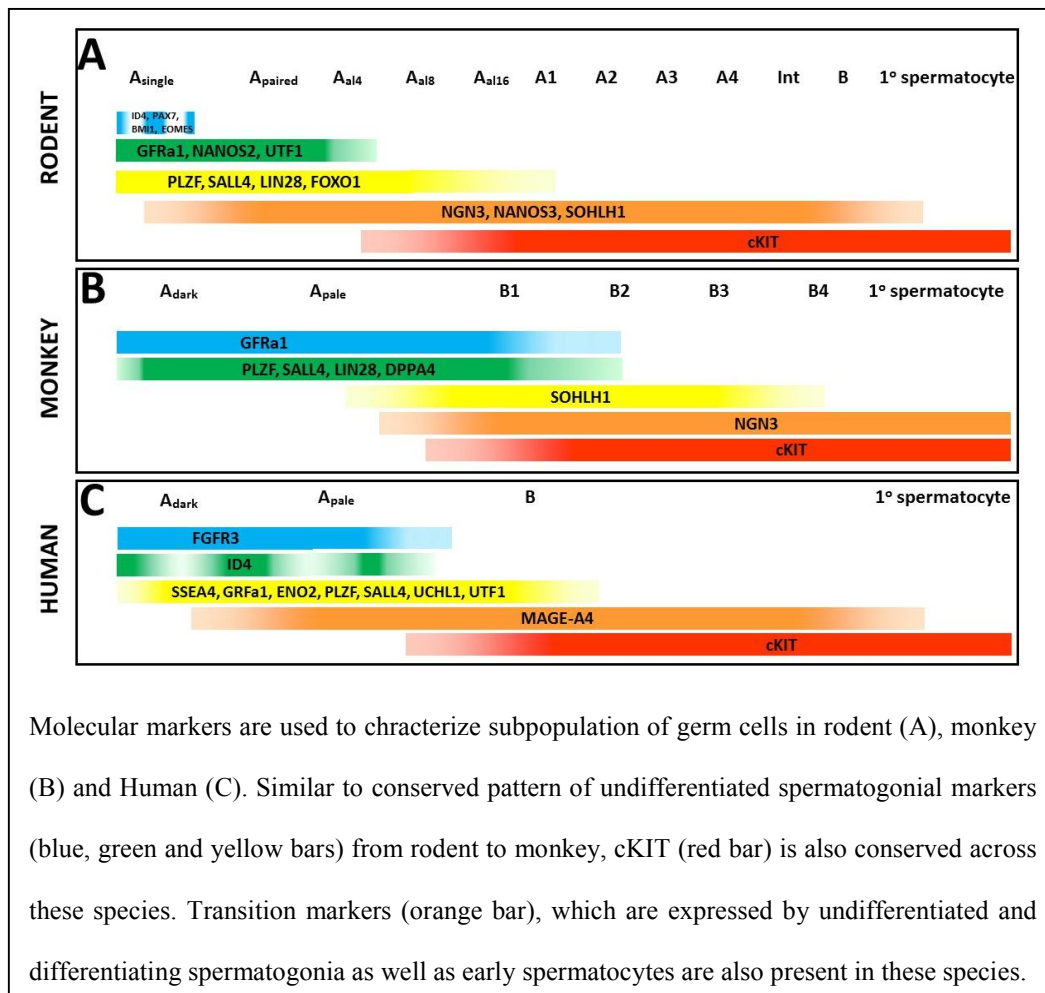 A
RODENT
Asingle Apaired Aal4 Aal8 Aal16 A1 A2 A3 A4 Int B 1° spermatocyte
ID4, PAX7,
BMI1, EOMES
GFRa1, NANOS2, UTF1
PLZF, SALL4, LIN28, FOXO1
NGN3, NANOS3, SOHLH1
cKIT
B
MONKEY
Adark Apale B1 B2 B3 B4 1° spermatocyte
GFRa1
PLZF, SALL4, LIN28, DPPA4
SOHLH1
NGN3
cKIT
C
HUMAN
Adark Apale B 1° spermatocyte
FGFR3
ID4
SSEA4, GRFa1, ENO2, PLZF, SALL4, UCHL1, UTF1
MAGE-A4
cKIT
Molecular markers are used to chracterize subpopulation of germ cells in rodent (A), monkey
(B) and Human (C). Similar to conserved pattern of undifferentiated spermatogonial markers
(blue, green and yellow bars) from rodent to monkey, cKIT (red bar) is also conserved across
these species. Transition markers (orange bar), which are expressed by undifferentiated and
differentiating spermatogonia as well as early spermatocytes are also present in these species.